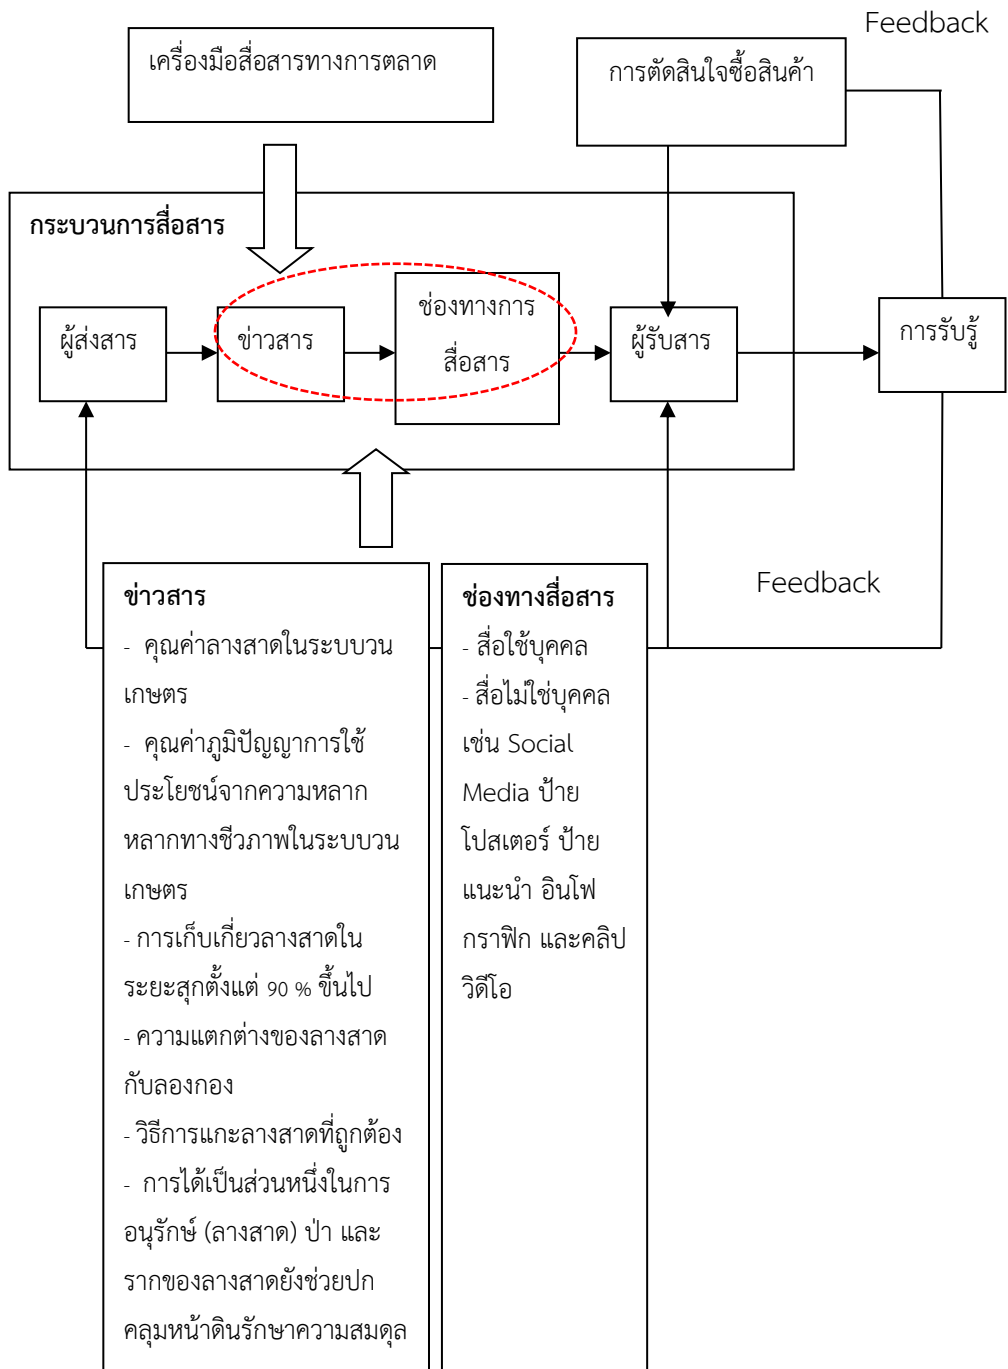 Feedback
เครื่องมือสื่อสารทางการตลาด
การตัดสินใจซื้อสินค้า
กระบวนการสื่อสาร
ผู้ส่งสาร
ข่าวสาร
ช่องทางการ
สื่อสาร
ผู้รับสาร
การรับรู้
Feedback
ข่าวสาร
- คุณค่าลางสาดในระบบวน
เกษตร
- คุณค่าภูมิปัญญาการใช้
ประโยชน์จากความหลาก
หลากทางชีวภาพในระบบวน
เกษตร
- การเก็บเกี่ยวลางสาดใน
ระยะสุกตั้งแต่ 90 % ขึ้นไป
- ความแตกต่างของลางสาด
กับลองกอง
- วิธีการแกะลางสาดที่ถูกต้อง
- การได้เป็นส่วนหนึ่งในการ
อนุรักษ์ (ลางสาด) ป่า และ
รากของลางสาดยังช่วยปก
คลุมหน้าดินรักษาความสมดุล
ช่องทางสื่อสาร
- สื่อใช้บุคคล
- สื่อไม่ใช่บุคคล
เช่น Social
Media ป้าย
โปสเตอร์ ป้าย
แนะนำ อินโฟ
กราฟิก และคลิป
วิดีโอ